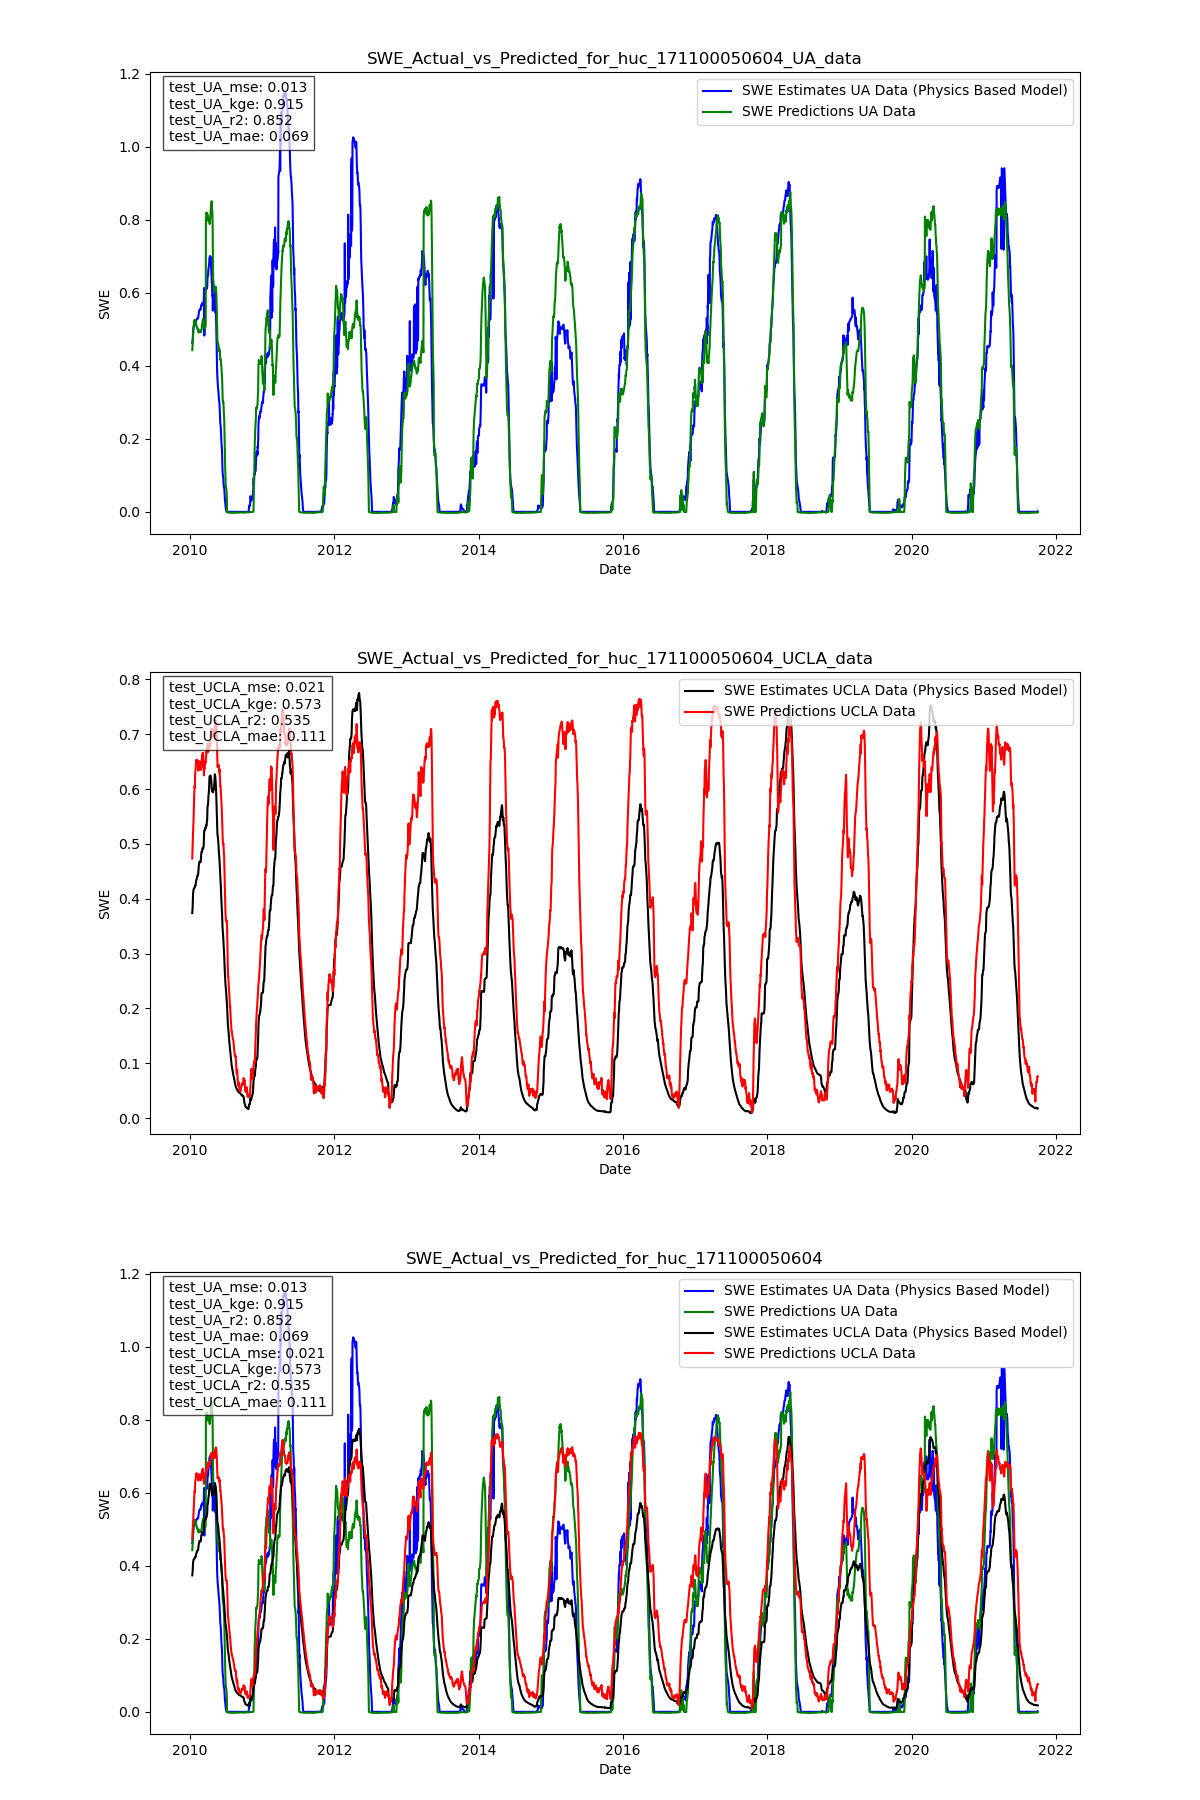 SWE_Actual_vs_Predicted_for_huc_171100050604_UA_data
test_UA_mse: 0.013
test_UA_kge: 0.915
test_UA_r2: 0.852
test_UA_mae: 0.069
SWE Estimates UA Data (Physics Based Model)
SWE Predictions UA Data
1.2
1.0
0.8
0.6
0.4
0.2
0.0
SWE
2010 2012 2014 2016 2018 2020 2022
Date
SWE_Actual_vs_Predicted_for_huc_171100050604_UCLA_data
test_UCLA_mse: 0.021
test_UCLA_kge: 0.573
test_UCLA_r2: 0.535
test_UCLA_mae: 0.111
SWE Estimates UCLA Data (Physics Based Model)
SWE Predictions UCLA Data
0.8
0.7
0.6
0.5
0.4
0.3
0.2
0.1
0.0
SWE
2010 2012 2014 2016 2018 2020 2022
Date
SWE_Actual_vs_Predicted_for_huc_171100050604
test_UA_mse: 0.013
test_UA_kge: 0.915
test_UA_r2: 0.852
test_UA_mae: 0.069
test_UCLA_mse: 0.021
test_UCLA_kge: 0.573
test_UCLA_r2: 0.535
test_UCLA_mae: 0.111
SWE Estimates UA Data (Physics Based Model)
SWE Predictions UA Data
SWE Estimates UCLA Data (Physics Based Model)
SWE Predictions UCLA Data
1.2
1.0
0.8
0.6
0.4
0.2
0.0
SWE
2010 2012 2014 2016 2018 2020 2022
Date